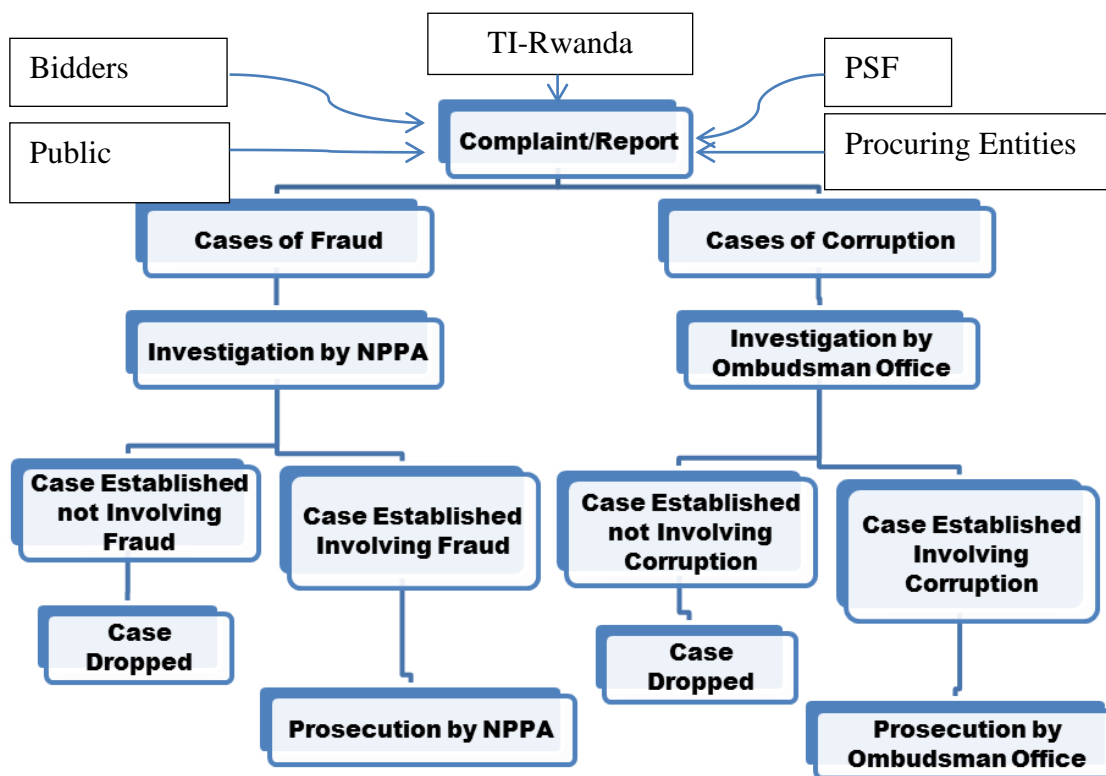 TI-Rwanda
Bidders
PSF
Complaint/Report
Public
Procuring Entities
Cases of Fraud
Cases of Corruption
Investigation by NPPA
Investigation by
Ombudsman Office
Case Established
not Involving
Fraud
Case Established
Involving Fraud
Case Established
not Involving
Corruption
Case Established
Involving
Corruption
Case
Dropped
Case
Dropped
Prosecution by NPPA
Prosecution by
Ombudsman Office